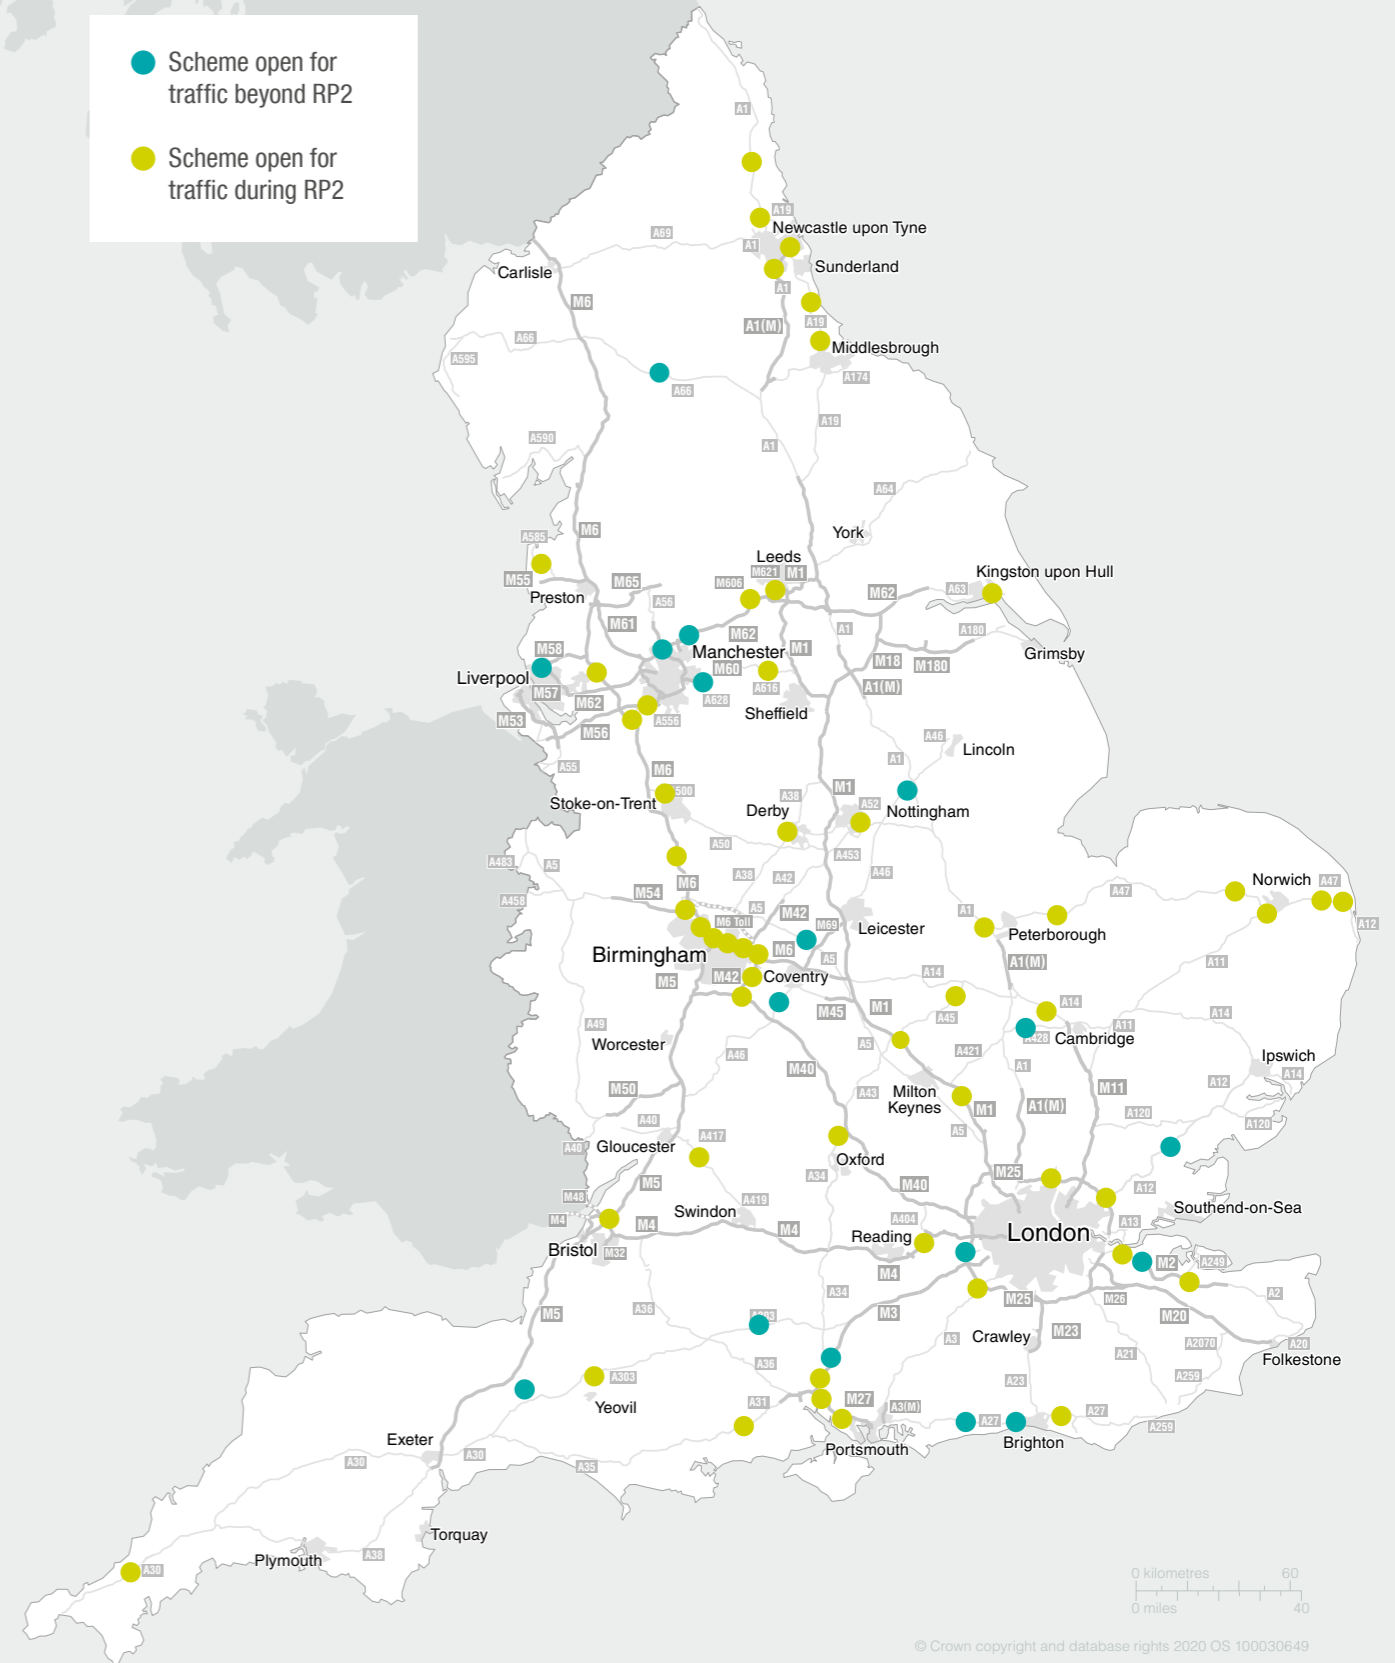 Scheme open for
traffic beyond RP2
Scheme open for
traffic during RP2
A1
A19
Newcastle upon Tyne
A69
A1
Sunderland
Carlisle
A1
M6
A19
A1(M)
A66
Middlesbrough
A595
A174
A66
A19
A590
A1
A64
M6
York
A585
Leeds
M621
M1
Kingston upon Hull
M55
M65
M606
M62
A63
Preston
A56
M61
M62
A1
A180
M58
Manchester
M1
Grimsby
M60
M18
M180
Liverpool
M57
A616
A1(M)
M62
A628
Sheffield
M53
A556
M56
A46
Lincoln
A1
A55
M6
500
M1
A38
Stoke-on-Trent
Derby
A52
Nottingham
A50
A453
A483
A5
A46
A38
A42
Norwich
A47
M6
A47
M54
A458
A5
M42
A1
M6 Toll
M69
Leicester
A12
Peterborough
Birmingham
M6
A5
A11
A1(M)
M42
Coventry
A14
M5
M45
M1
A14
A45
A14
A49
A11
A428
Cambridge
Worcester
A5
A421
A46
Ipswich
A1
M40
A14
M50
Milton
Keynes
A43
M11
A12
M1
A1(M)
A40
A120
A417
A5
A120
Gloucester
A40
Oxford
M25
A34
M5
M40
A12
M48
A419
Swindon
Southend-on-Sea
M4
M4
A404
A13
M4
London
Reading
Bristol
M32
M2
A249
M4
A34
A2
M25
M26
A36
M5
M3
M20
A303
M23
Crawley
A3
A2070
A20
A21
Folkestone
A36
A303
A259
A23
M27
A31
Yeovil
A3(M)
A27
A27
A259
Brighton
Exeter
Portsmouth
A30
A30
A35
Torquay
A38
Plymouth
A30
0 kilometres 60
0 miles 40
© Crown copyright and database rights 2020 OS 100030649